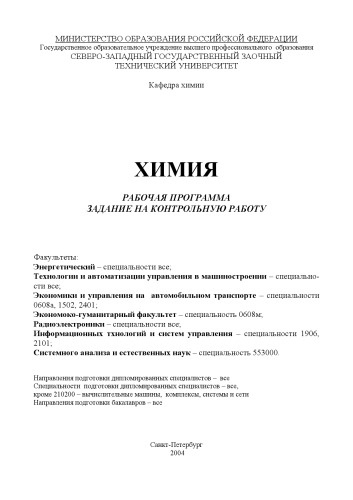 МИНИСТЕРСТВО ОБРАЗОВАНИЯ РОССИЙСКОЙ ФЕДЕРАЦИИ
Государственное образовательное учреждение высшего профессионального образования
СЕВЕРО-ЗАПАДНЫЙ ГОСУДАРСТВЕННЫЙ ЗАОЧНЫЙ
ТЕХНИЧЕСКИЙ УНИВЕРСИТЕТ
Кафедра химии
ХИМИЯ
РАБОЧАЯ ПРОГРАММА
ЗАДАНИЕ НА КОНТРОЛЬНУЮ РАБОТУ
Факультеты:
Энергетический – специальности все;
Технологии и автоматизации управления в машиностроении – специально-
сти все;
Экономики и управления на автомобильном транспорте – специальности
0608а, 1502, 2401;
Экономоко-гуманитарный факультет – специальность 0608м;
Радиоэлектроники – специальности все;
Информационных тхнологий и систем управления – специальности 1906,
2101;
Системного анализа и естественных наук – специальность 553000.
Направления подготовки дипломированных специалистов – все
Специальности подготовки дипломированных специалистов – все,
кроме 210200 – вычислительные машины, комплексы, системы и сети
Направления подготовки бакалавров – все
Санкт-Петербург
2004